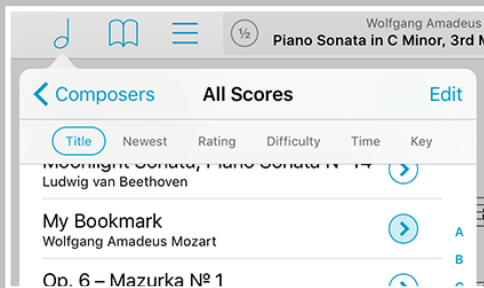 ½
Wolfgang Amadeus
Piano Sonata in C Minor, 3rd
Composers
All Scores
Edit
Title Newest Rating Difficulty Time Key
Moonlight Sonata, Piano Sonata Nº 14
Ludwig van Beethoven
My Bookmark
Wolfgang Amadeus Mozart
A
B
Op. 6 – Mazurka Nº 1